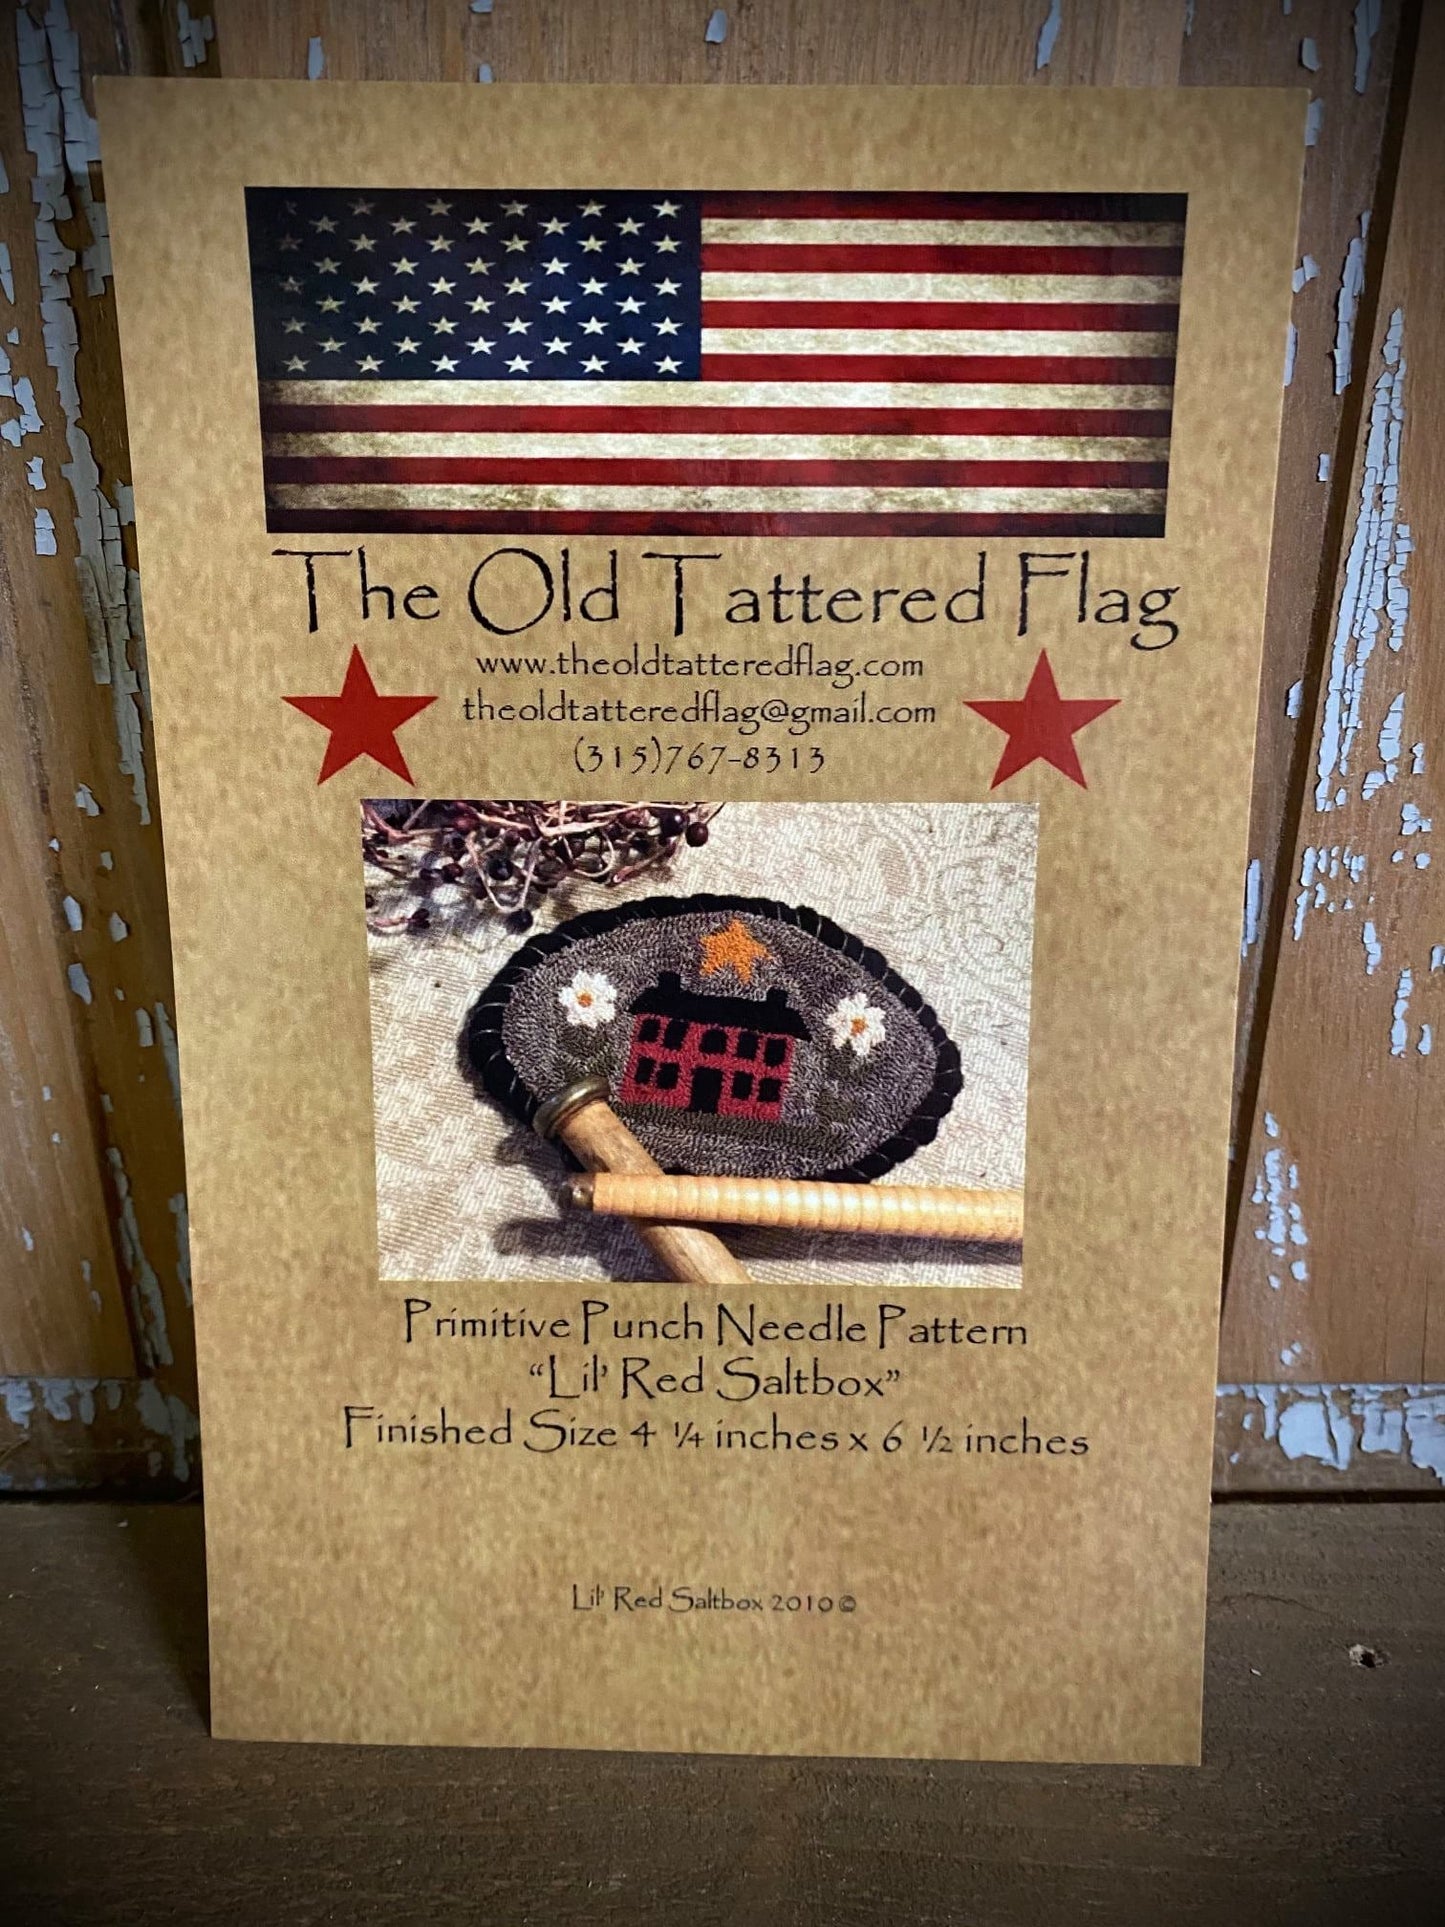 The Old Tattered Flag
www.theoldtatteredflag.com
theoldtatteredflag@gmail.com
(315)767-8313
Primitive Punch Needle Pattern
“Lil’ Red Saltbox”
Finished Size 4 ¼ inches x 6 ½ inches
Lil’ Red Saltbox 2010©